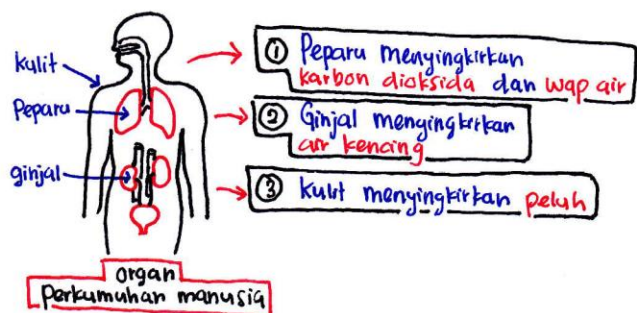 kulit
Peparu
ginjal
① Peparu menyingkirkan
karbon dioksida dan wap air
② Ginjal menyingkirkan
air kencing
③ kulit menyingkirkan peluh
organ
perkumuhan manusia